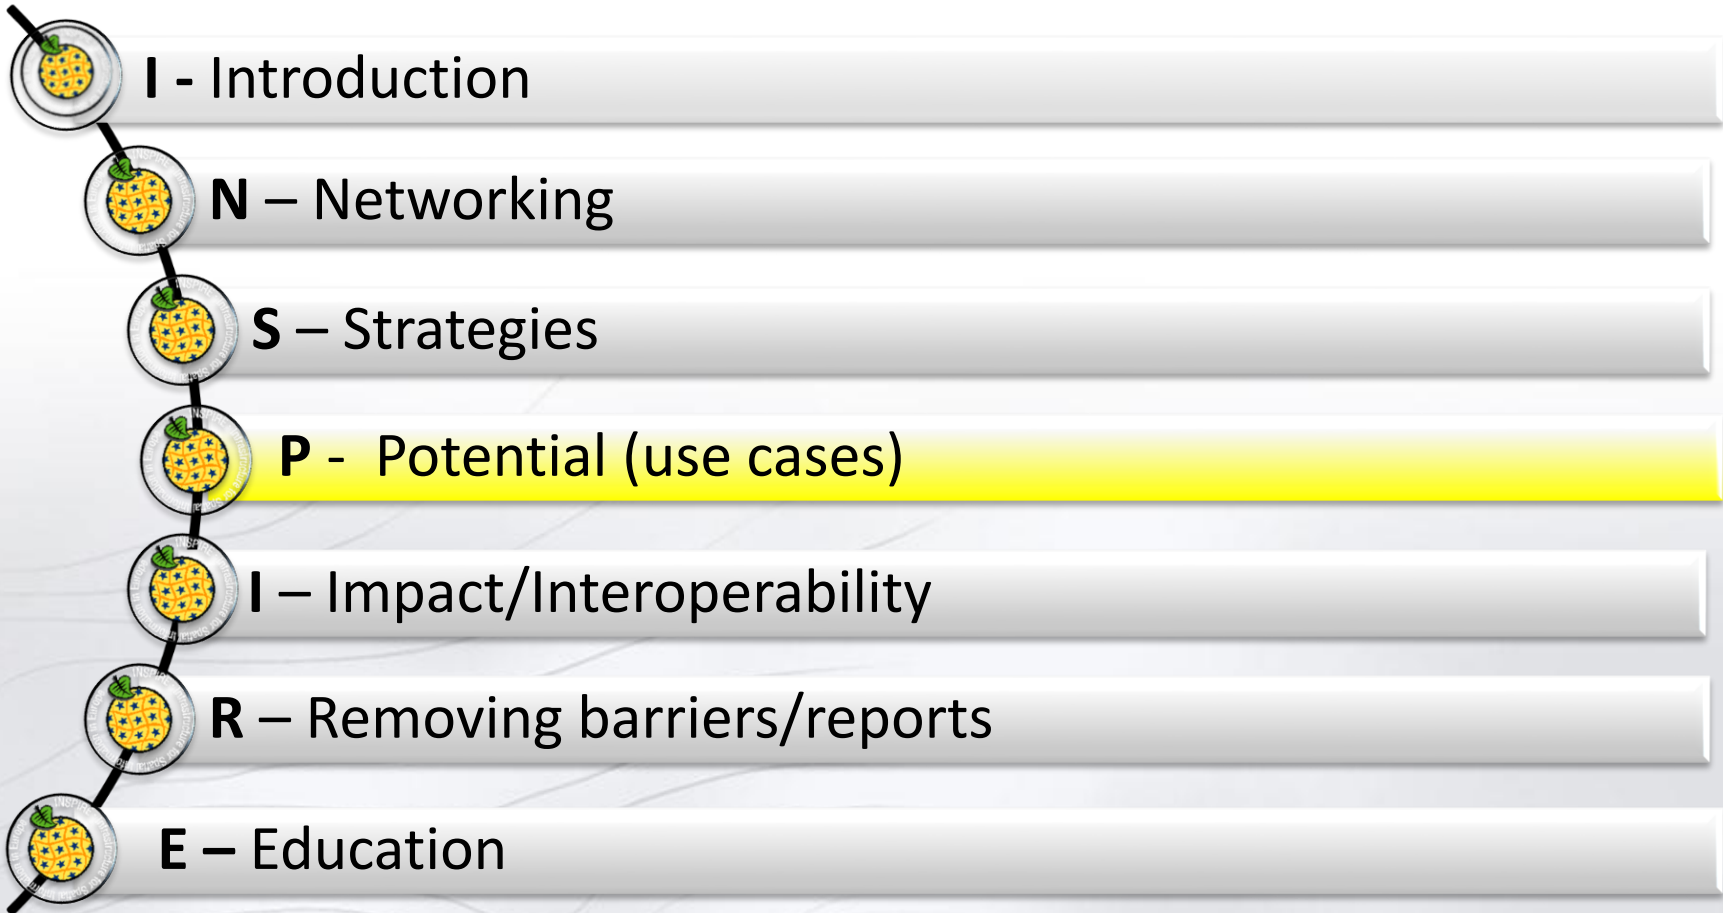 I - Introduction
N – Networking
S – Strategies
P - Potential (use cases)
I – Impact/Interoperability
R – Removing barriers/reports
E – Education